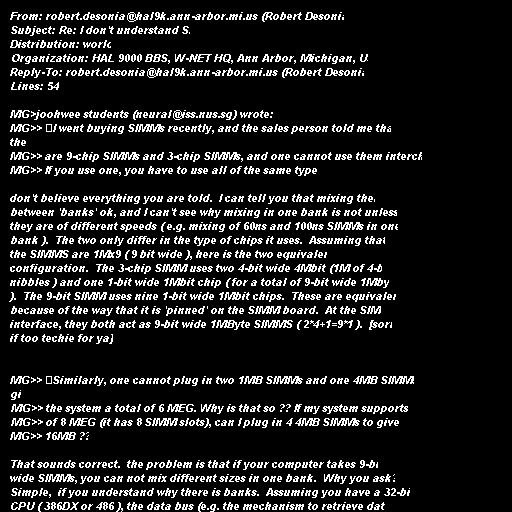 From: robert.desonia@hal9k.ann-arbor.mi.us (Robert Desoni
Subject: Re: I don't understand S
Distribution: world
Organization: HAL 9000 BBS, W-NET HQ, Ann Arbor, Michigan, U
Reply-To: robert.desonia@hal9k.ann-arbor.mi.us (Robert Desoni
Lines: 54

MG>joohwee students (neural@iss.nus.sg) wrote:
MG>> I went buying SIMMs recently, and the sales person told me tha
the
MG>> are 9-chip SIMMs and 3-chip SIMMs, and one cannot use them interch
MG>> If you use one, you have to use all of the same type

don't believe everything you are told.  I can tell you that mixing the
between 'banks' ok, and I can't see why mixing in one bank is not unless
they are of different speeds (e.g. mixing of 60ns and 100ns SIMMs in one
bank ).  The two only differ in the type of chips it uses.  Assuming that
the SIMMS are 1Mx9 ( 9 bit wide ), here is the two equivalen
configuration.  The 3-chip SIMM uses two 4-bit wide 4Mbit (1M of 4-b
nibbles ) and one 1-bit wide 1Mbit chip ( for a total of 9-bit wide 1Mby
).  The 9-bit SIMM uses nine 1-bit wide 1Mbit chips.  These are equivalen
because of the way that it is 'pinned' on the SIMM board.  At the SIM
interface, they both act as 9-bit wide 1MByte SIMMS ( 2*4+1=9*1 ).  [sorr
if too techie for ya]

MG>> Similarly, one cannot plug in two 1MB SIMMs and one 4MB SIMM
gi
MG>> the system a total of 6 MEG. Why is that so ?? If my system supports
MG>> of 8 MEG (it has 8 SIMM slots), can I plug in 4 4MB SIMMs to give
MG>> 16MB ??

That sounds correct.  the problem is that if your computer takes 9-bi
wide SIMMs, you can not mix different sizes in one bank.  Why you ask?
Simple,  if you understand why there is banks.  Assuming you have a 32-bi
CPU ( 386DX or 486 ), the data bus (e.g. the mechanism to retrieve dat